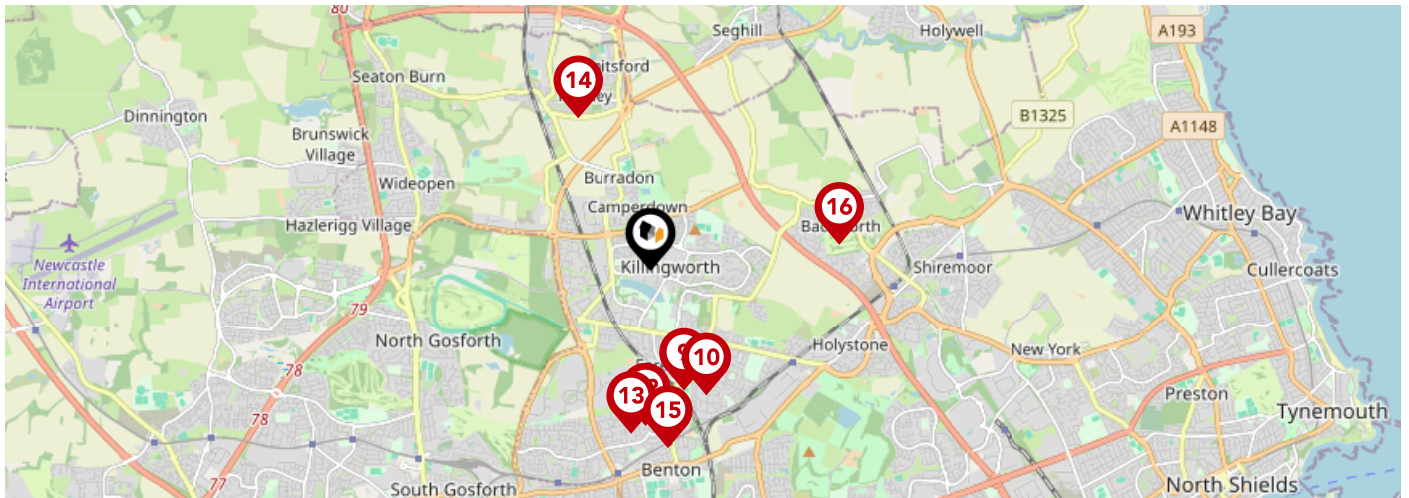 80
Seghill
Holywell
A193
Seaton Burn
14
Dinnington
B1325
A1148
Brunswick
Village
Burradon
Wideopen
16
Camperdown
Whitley Bay
Hazlerigg Village
Newcastle
International
Airport
Killingworth
Shiremoor
Cullercoats
79
North Gosforth
Holystone
New York
10
78
13
15
Preston
Tynemouth
78
Benton
77
South Gosforth
North Shields